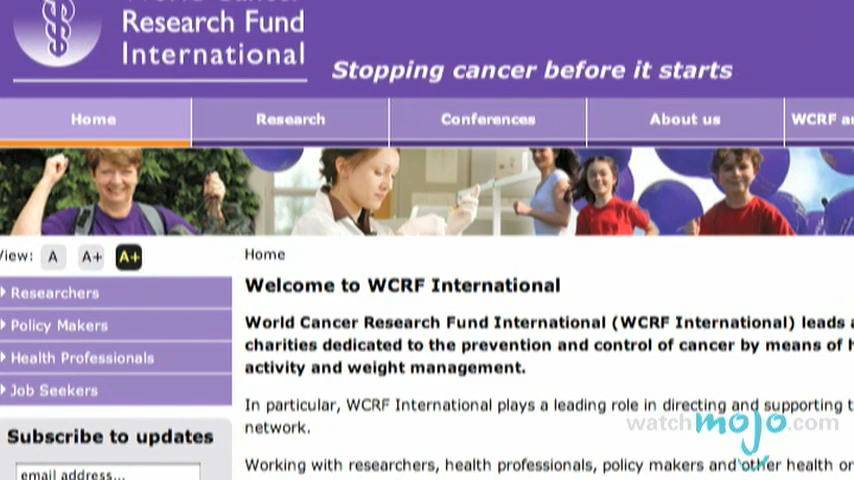 Research Fund
International
Stopping cancer before it starts
Home
Research
Conferences
About us
WCRF
View: A A+ A+
Home
Welcome to WCRF International
Researchers
Policy Makers
Health Professionals
Job Seekers
World Cancer Research Fund International (WCRF International) leads
charities dedicated to the prevention and control of cancer by means of
activity and weight management.
In particular, WCRF International plays a leading role in directing and supporting
network.
Working with researchers, health professionals, policy makers and other health
Subscribe to updates
email address...
watchmojo.com